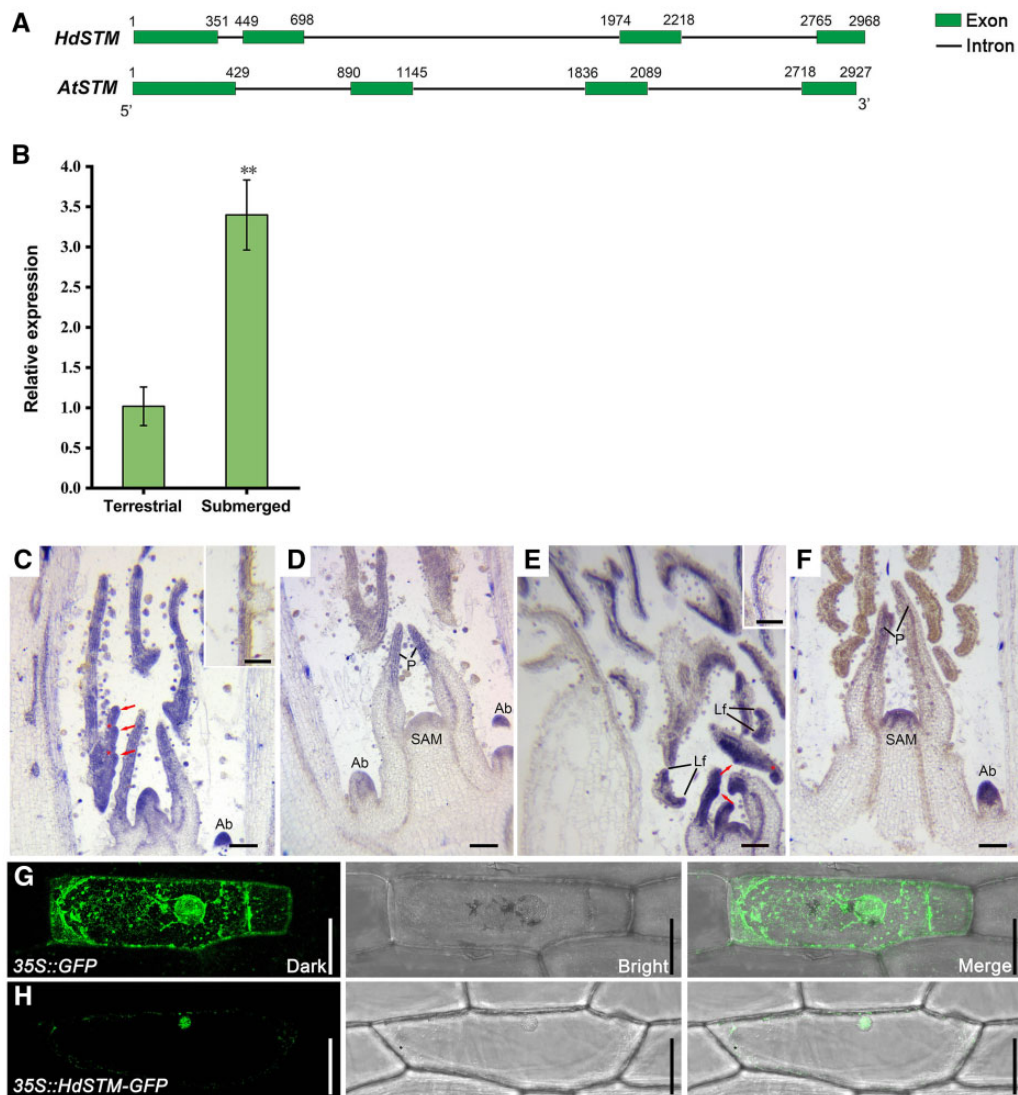 A
HdSTM 1 351 449 698 1974 2218 2765 2968
AtSTM 1 429 890 1145 1836 2089 2718 2927
5' 3'
Exon
Intron
B
Relative expression
4.0
3.5
3.0
2.5
2.0
1.5
1.0
0.5
0.0
**
Terrestrial Submerged
C
Ab
D
P
SAM
Ab
Ab
E
Lf
Lf
*
F
P
SAM
Ab
G
35S::GFP Dark Bright Merge
H
35S::HdSTM-GFP